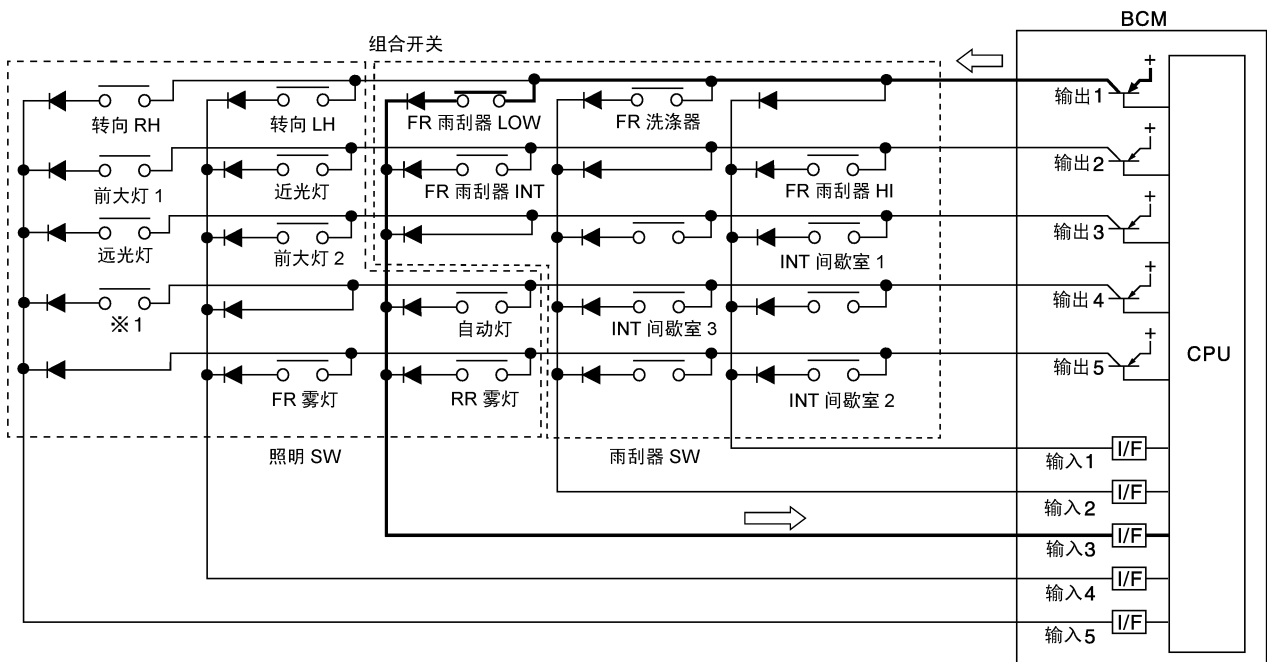 BCM
组合开关
输出1
转向 RH
转向 LH
FR 雨刮器 LOW
FR 洗涤器
+
输出2
前大灯 1
近光灯
FR 雨刮器 INT
FR 雨刮器 HI
+
输出3
远光灯
前大灯 2
INT 间歇室 1
+
输出4
※1
自动灯
INT 间歇室 3
+
CPU
输出5
FR 雾灯
RR 雾灯
INT 间歇室 2
+
照明 SW
雨刮器 SW
输入1
I/F
输入2
I/F
输入3
I/F
输入4
I/F
输入5
I/F